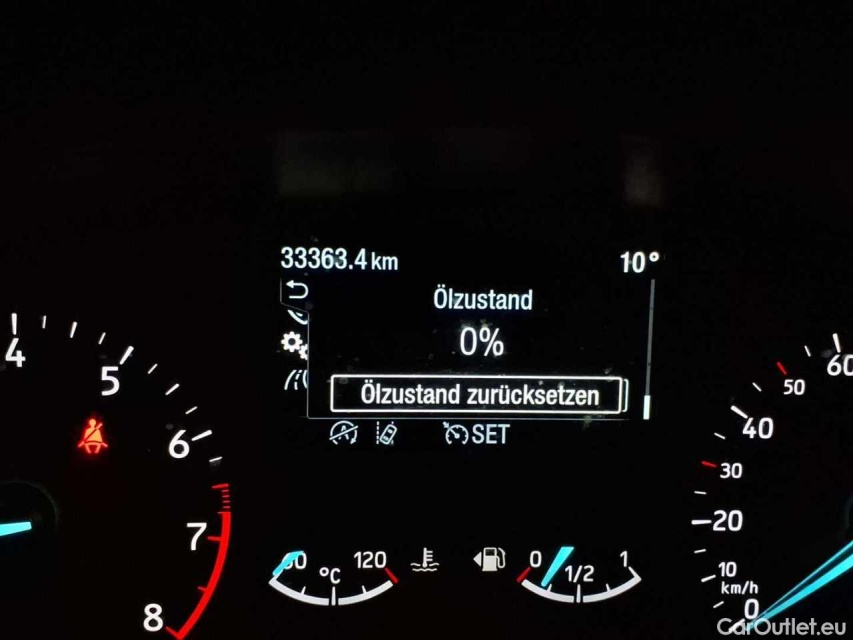 33363.4 km 10°
Ölzustand
0%
Ölzustand zurücksetzen
SET
4
5
6
7
8
120
°C
0 1/2 1
60
50
40
30
20
10
km/h
0
CarOutlet.eu